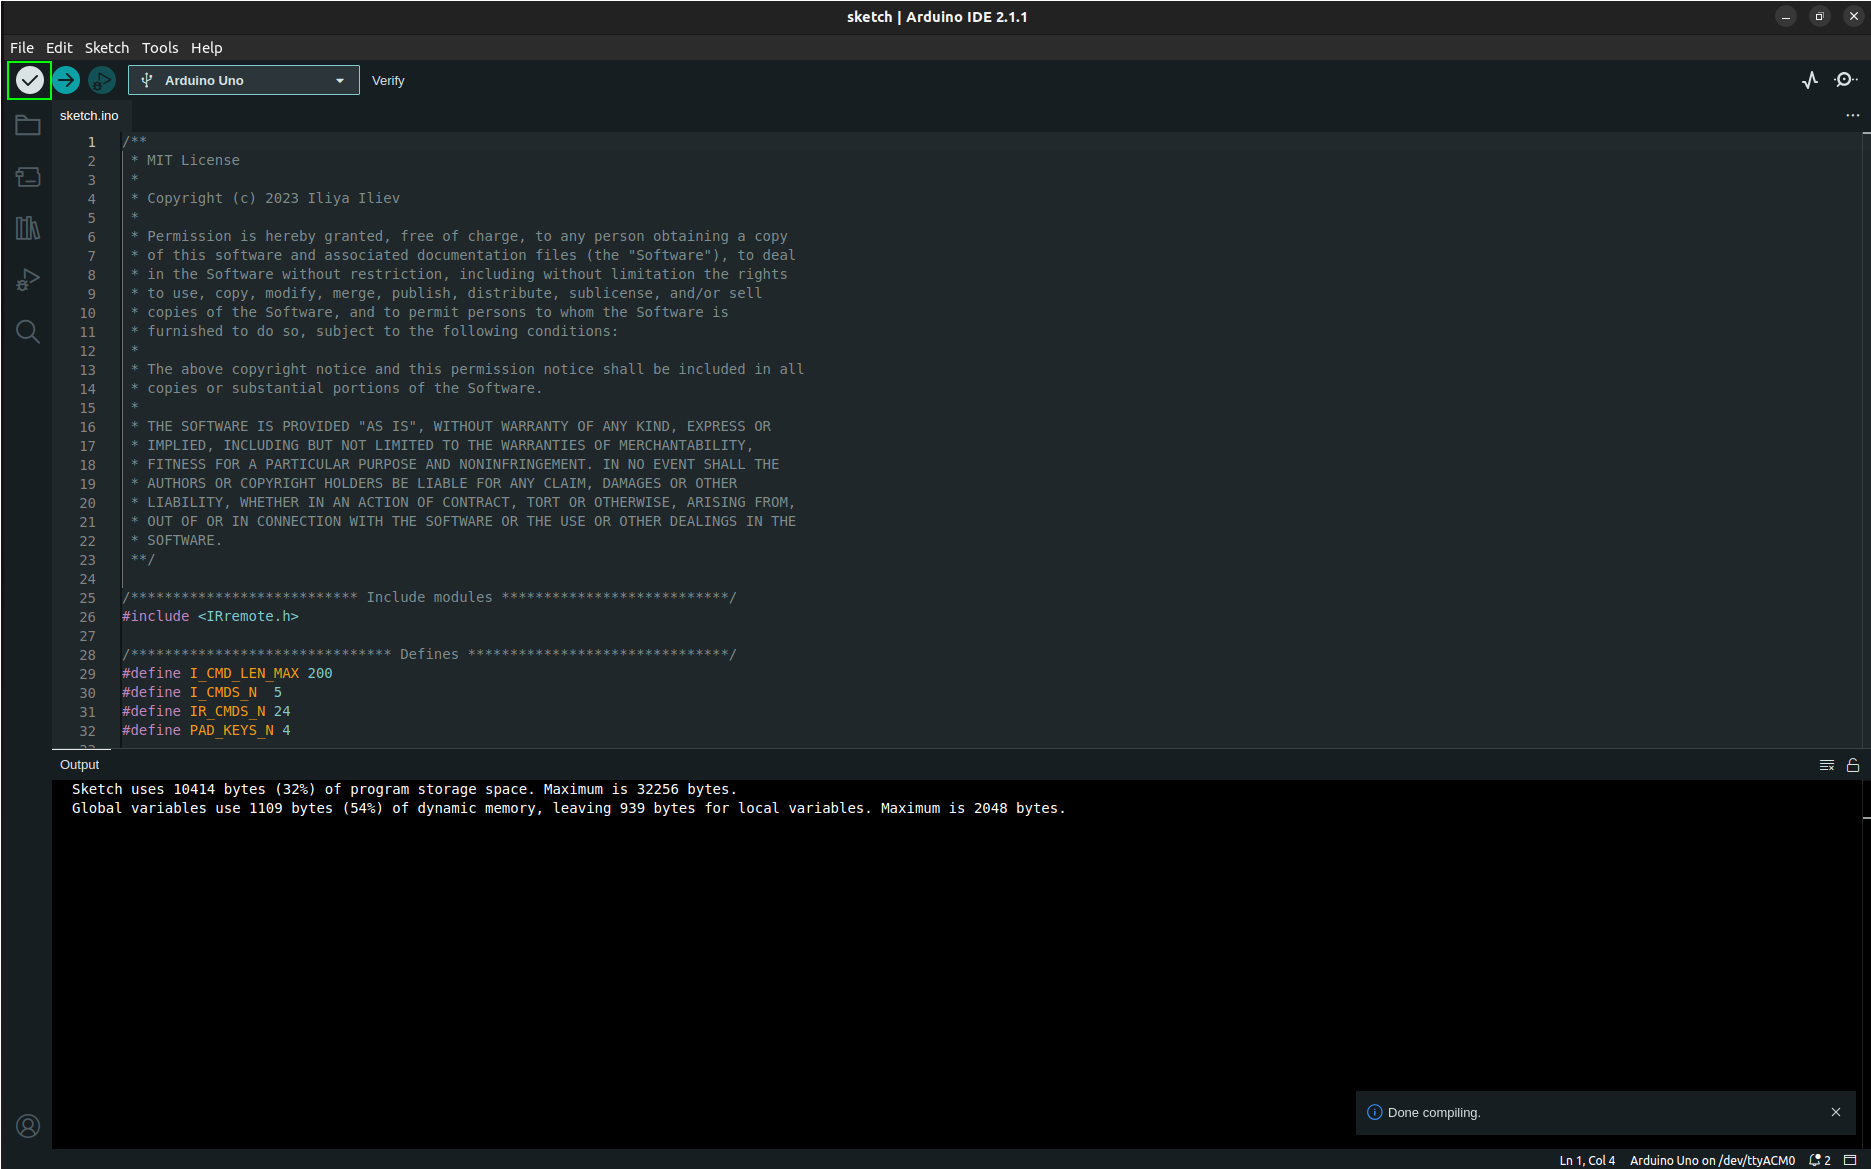 sketch | Arduino IDE 2.1.1
File Edit Sketch Tools Help
Arduino Uno
Verify
sketch.ino
1 /**
2  * MIT License
3  *
4  * Copyright (c) 2023 Iliya Iliev
5  *
6  * Permission is hereby granted, free of charge, to any person obtaining a copy
7  * of this software and associated documentation files (the "Software"), to deal
8  * in the Software without restriction, including without limitation the rights
9  * to use, copy, modify, merge, publish, distribute, sublicense, and/or sell
10  * copies of the Software, and to permit persons to whom the Software is
11  * furnished to do so, subject to the following conditions:
12  *
13  * The above copyright notice and this permission notice shall be included in all
14  * copies or substantial portions of the Software.
15  *
16  * THE SOFTWARE IS PROVIDED "AS IS", WITHOUT WARRANTY OF ANY KIND, EXPRESS OR
17  * IMPLIED, INCLUDING BUT NOT LIMITED TO THE WARRANTIES OF MERCHANTABILITY,
18  * FITNESS FOR A PARTICULAR PURPOSE AND NONINFRINGEMENT. IN NO EVENT SHALL THE
19  * AUTHORS OR COPYRIGHT HOLDERS BE LIABLE FOR ANY CLAIM, DAMAGES OR OTHER
20  * LIABILITY, WHETHER IN AN ACTION OF CONTRACT, TORT OR OTHERWISE, ARISING FROM,
21  * OUT OF OR IN CONNECTION WITH THE SOFTWARE OR THE USE OR OTHER DEALINGS IN THE
22  * SOFTWARE.
23  **/
24
25 /*************************** Include modules ***************************/
26 #include <IRremote.h>
27
28 /******************************* Defines *******************************/
29 #define I_CMD_LEN_MAX 200
30 #define I_CMDS_N  5
31 #define IR_CMDS_N 24
32 #define PAD_KEYS_N 4
33
Output
Sketch uses 10414 bytes (32%) of program storage space. Maximum is 32256 bytes.
Global variables use 1109 bytes (54%) of dynamic memory, leaving 939 bytes for local variables. Maximum is 2048 bytes.
Done compiling.
Ln 1, Col 4 Arduino Uno on /dev/ttyACM0 2